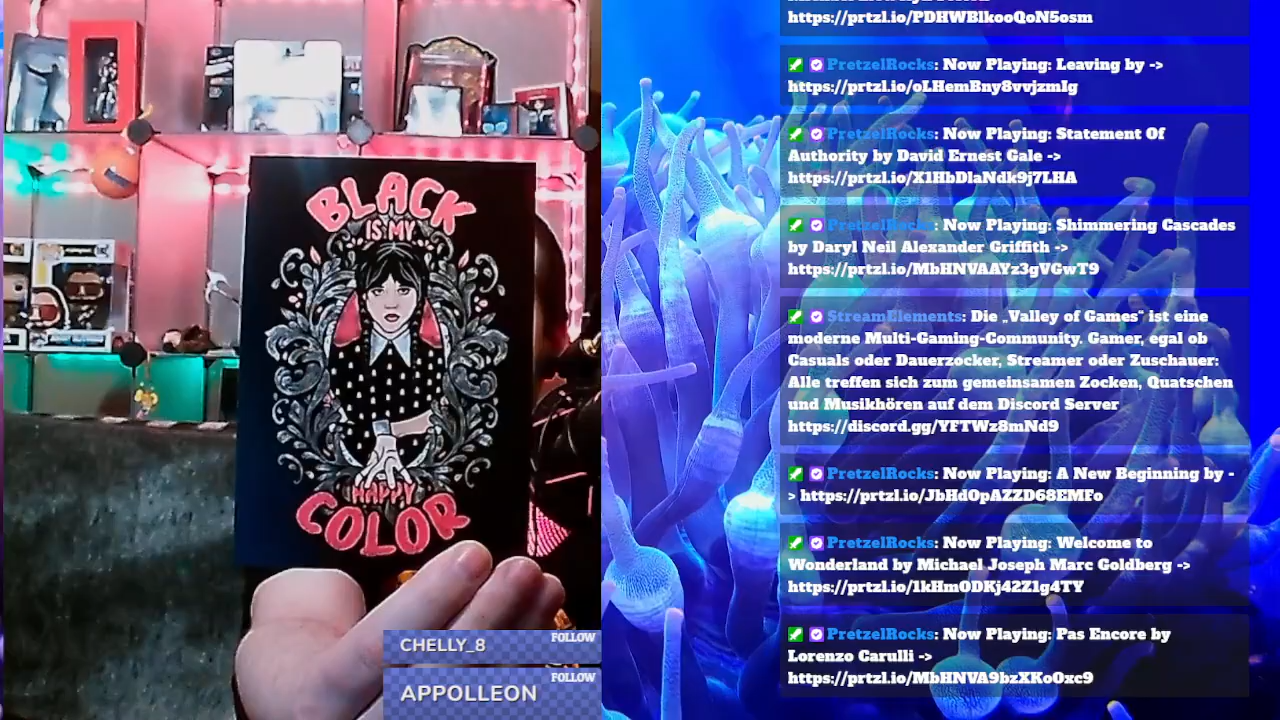 BLACK
IS MY
HAPPY
COLOR
CHELLY_8
FOLLOW
APPOLLEON
FOLLOW
https://prtzl.io/PDHWBlkooQoN5osm
PretzelRocks: Now Playing: Leaving by ->
https://prtzl.io/oLHemBny8vvjzmIg
PretzelRocks: Now Playing: Statement Of
Authority by David Ernest Gale ->
https://prtzl.io/X1HbDlaNdk9j7LHA
PretzelRocks: Now Playing: Shimmering Cascades
by Daryl Neil Alexander Griffith ->
https://prtzl.io/MbHNVAAYz3gVGwT9
StreamElements: Die „Valley of Games“ ist eine
moderne Multi-Gaming-Community. Gamer, egal ob
Casuals oder Dauerzocker, Streamer oder Zuschauer:
Alle treffen sich zum gemeinsamen Zocken, Quatschen
und Musikhören auf dem Discord Server
https://discord.gg/YFTWz8mNd9
PretzelRocks: Now Playing: A New Beginning by -
> https://prtzl.io/JbHdOpAZZD68EMFo
PretzelRocks: Now Playing: Welcome to
Wonderland by Michael Joseph Marc Goldberg ->
https://prtzl.io/1kHmODKj42Z1g4TY
PretzelRocks: Now Playing: Pas Encore by
Lorenzo Carulli ->
https://prtzl.io/MbHNVA9bzXKoOxc9